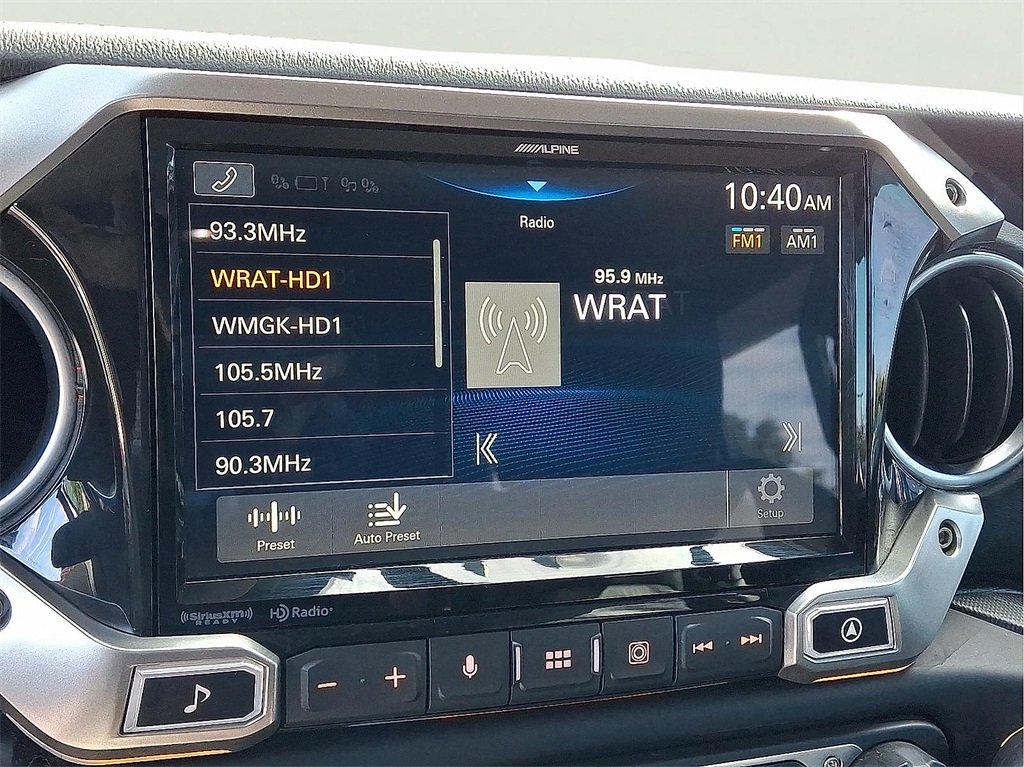 ALPINE
10:40AM
Radio
FM1 AM1
93.3MHz
WRAT-HD1
WMGK-HD1
105.5MHz
105.7
90.3MHz
95.9 MHz
WRAT
Preset
Auto Preset
Setup
SiriusXM
READY
HD Radio